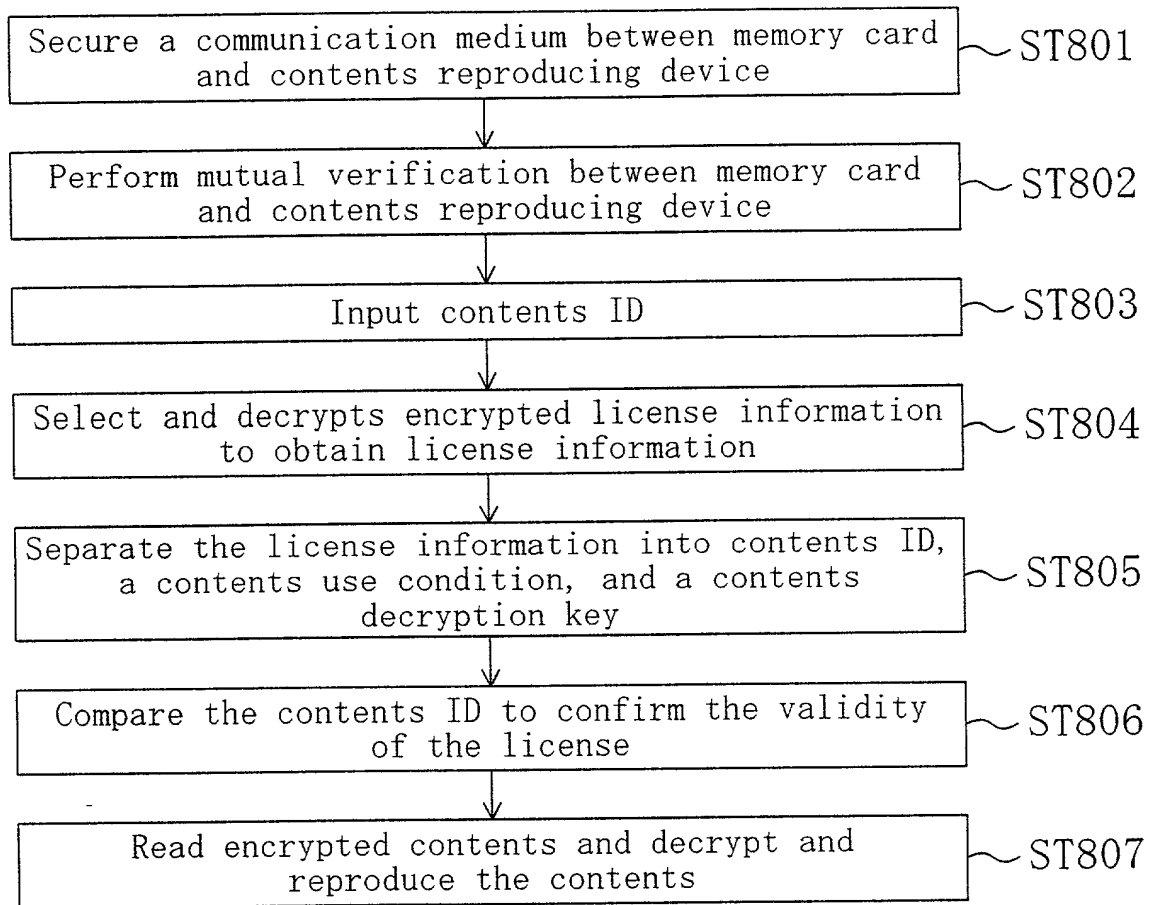 Secure a communication medium between memory card
and contents reproducing device
ST801
Perform mutual verification between memory card
and contents reproducing device
ST802
Input contents ID
ST803
Select and decrypts encrypted license information
to obtain license information
ST804
Separate the license information into contents ID,
a contents use condition, and a contents
decryption key
ST805
Compare the contents ID to confirm the validity
of the license
ST806
Read encrypted contents and decrypt and
reproduce the contents
ST807